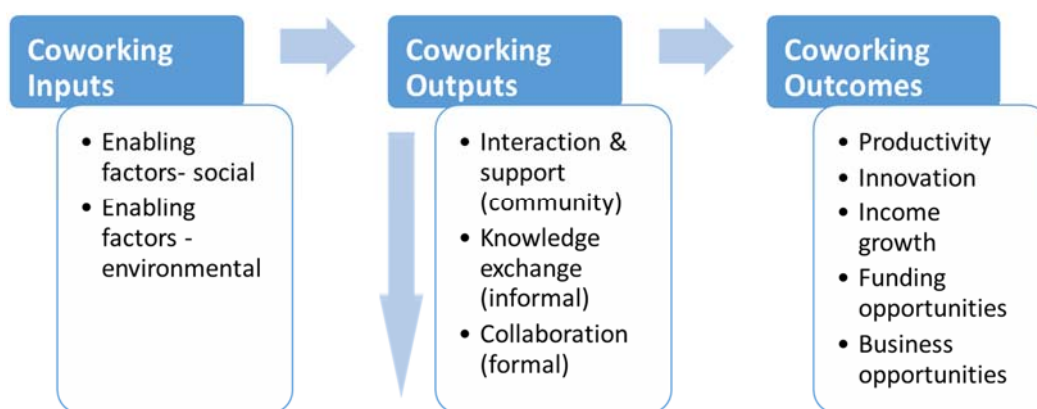 Coworking
Inputs
• Enabling
factors- social
• Enabling
factors -
environmental
Coworking
Outputs
• Interaction &
support
(community)
• Knowledge
exchange
(informal)
• Collaboration
(formal)
Coworking
Outcomes
• Productivity
• Innovation
• Income
growth
• Funding
opportunities
• Business
opportunities